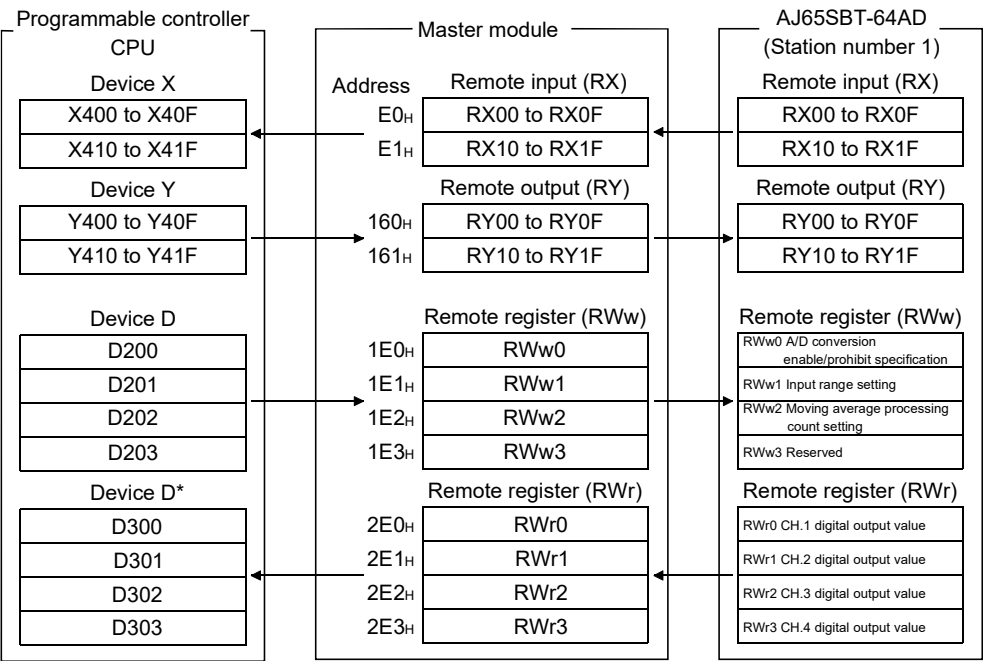 Programmable controller
CPU
Device X
X400 to X40F
X410 to X41F
Device Y
Y400 to Y40F
Y410 to Y41F
Device D
D200
D201
D202
D203
Device D*
D300
D301
D302
D303
Master module
Address
Remote input (RX)
E0H
RX00 to RX0F
E1H
RX10 to RX1F
Remote output (RY)
160H
RY00 to RY0F
161H
RY10 to RY1F
Remote register (RWw)
1E0H
RWw0
1E1H
RWw1
1E2H
RWw2
1E3H
RWw3
Remote register (RWr)
2E0H
RWr0
2E1H
RWr1
2E2H
RWr2
2E3H
RWr3
AJ65SBT-64AD
(Station number 1)
Remote input (RX)
RX00 to RX0F
RX10 to RX1F
Remote output (RY)
RY00 to RY0F
RY10 to RY1F
Remote register (RWw)
RWw0 A/D conversion
enable/prohibit specification
RWw1 Input range setting
RWw2 Moving average processing
count setting
RWw3 Reserved
Remote register (RWr)
RWr0 CH.1 digital output value
RWr1 CH.2 digital output value
RWr2 CH.3 digital output value
RWr3 CH.4 digital output value